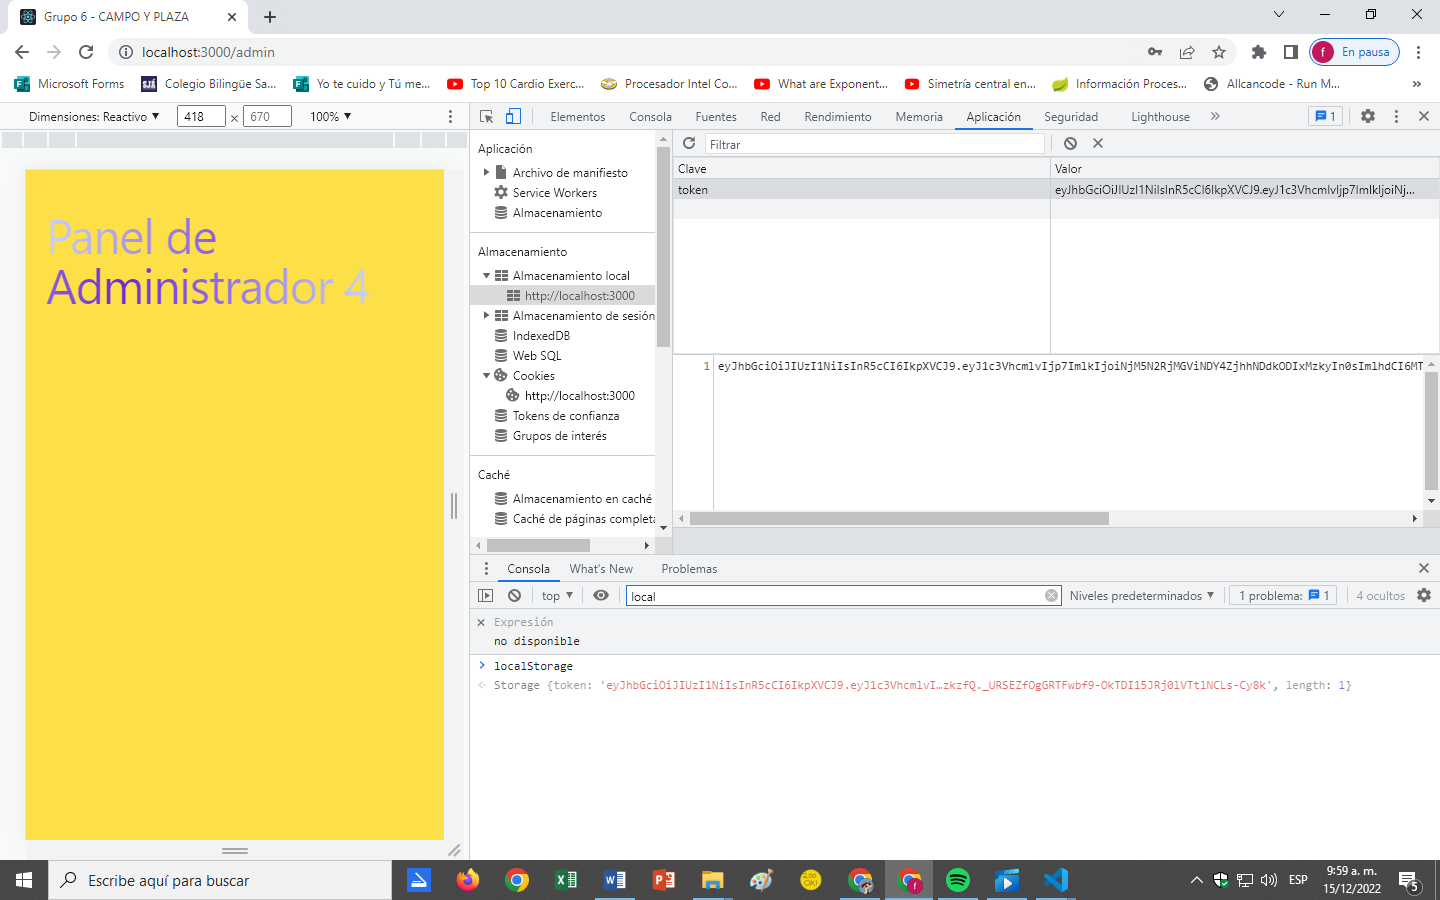 Grupo 6 - CAMPO Y PLAZA
localhost:3000/admin
f En pausa
Microsoft Forms
Colegio Bilingüe Sa...
Yo te cuido y Tú me...
Top 10 Cardio Exerc...
Procesador Intel Co...
What are Exponent...
Simetría central en...
Información Proces...
Allcancode - Run M...
Dimensiones: Reactivo 418 × 670 100%
Elementos Consola Fuentes Red Rendimiento Memoria Aplicación Seguridad Lighthouse 1
Panel de
Administrador 4
Aplicación
Archivo de manifiesto
Service Workers
Almacenamiento
Almacenamiento
Almacenamiento local
http://localhost:3000
Almacenamiento de sesión
IndexedDB
Web SQL
Cookies
http://localhost:3000
Tokens de confianza
Grupos de interés
Caché
Almacenamiento en caché
Caché de páginas completa
Filtrar
Clave Valor
token eyJhbGciOiJIUzI1NiIsInR5cCI6IkpXVCJ9.eyJ1c3VhcmlvIjp7ImlkIjoiNj...
1 eyJhbGciOiJIUzI1NiIsInR5cCI6IkpXVCJ9.eyJ1c3VhcmlvIjp7ImlkIjoiNjM5N2RjMGViNDY4ZjhhNDdkODIxMzkyIn0sImlhdCI6MT
Consola What's New Problemas
top local Niveles predeterminados 1 problema: 1 4 ocultos
Expresión
no disponible
localStorage
Storage {token: 'eyJhbGciOiJIUzI1NiIsInR5cCI6IkpXVCJ9.eyJ1c3VhcmlvI…zkzfQ._URSEZfOgGRTFwbf9-OkTDI15JRj0lVTtlNCLs-Cy8k', length: 1}
Escribe aquí para buscar
ESP
9:59 a. m.
15/12/2022
5